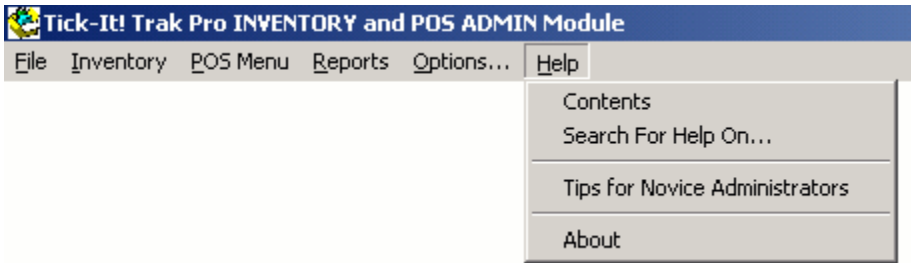 Tick-It! Trak Pro INVENTORY and POS ADMIN Module
File Inventory POS Menu Reports Options... Help
Contents
Search For Help On...
Tips for Novice Administrators
About